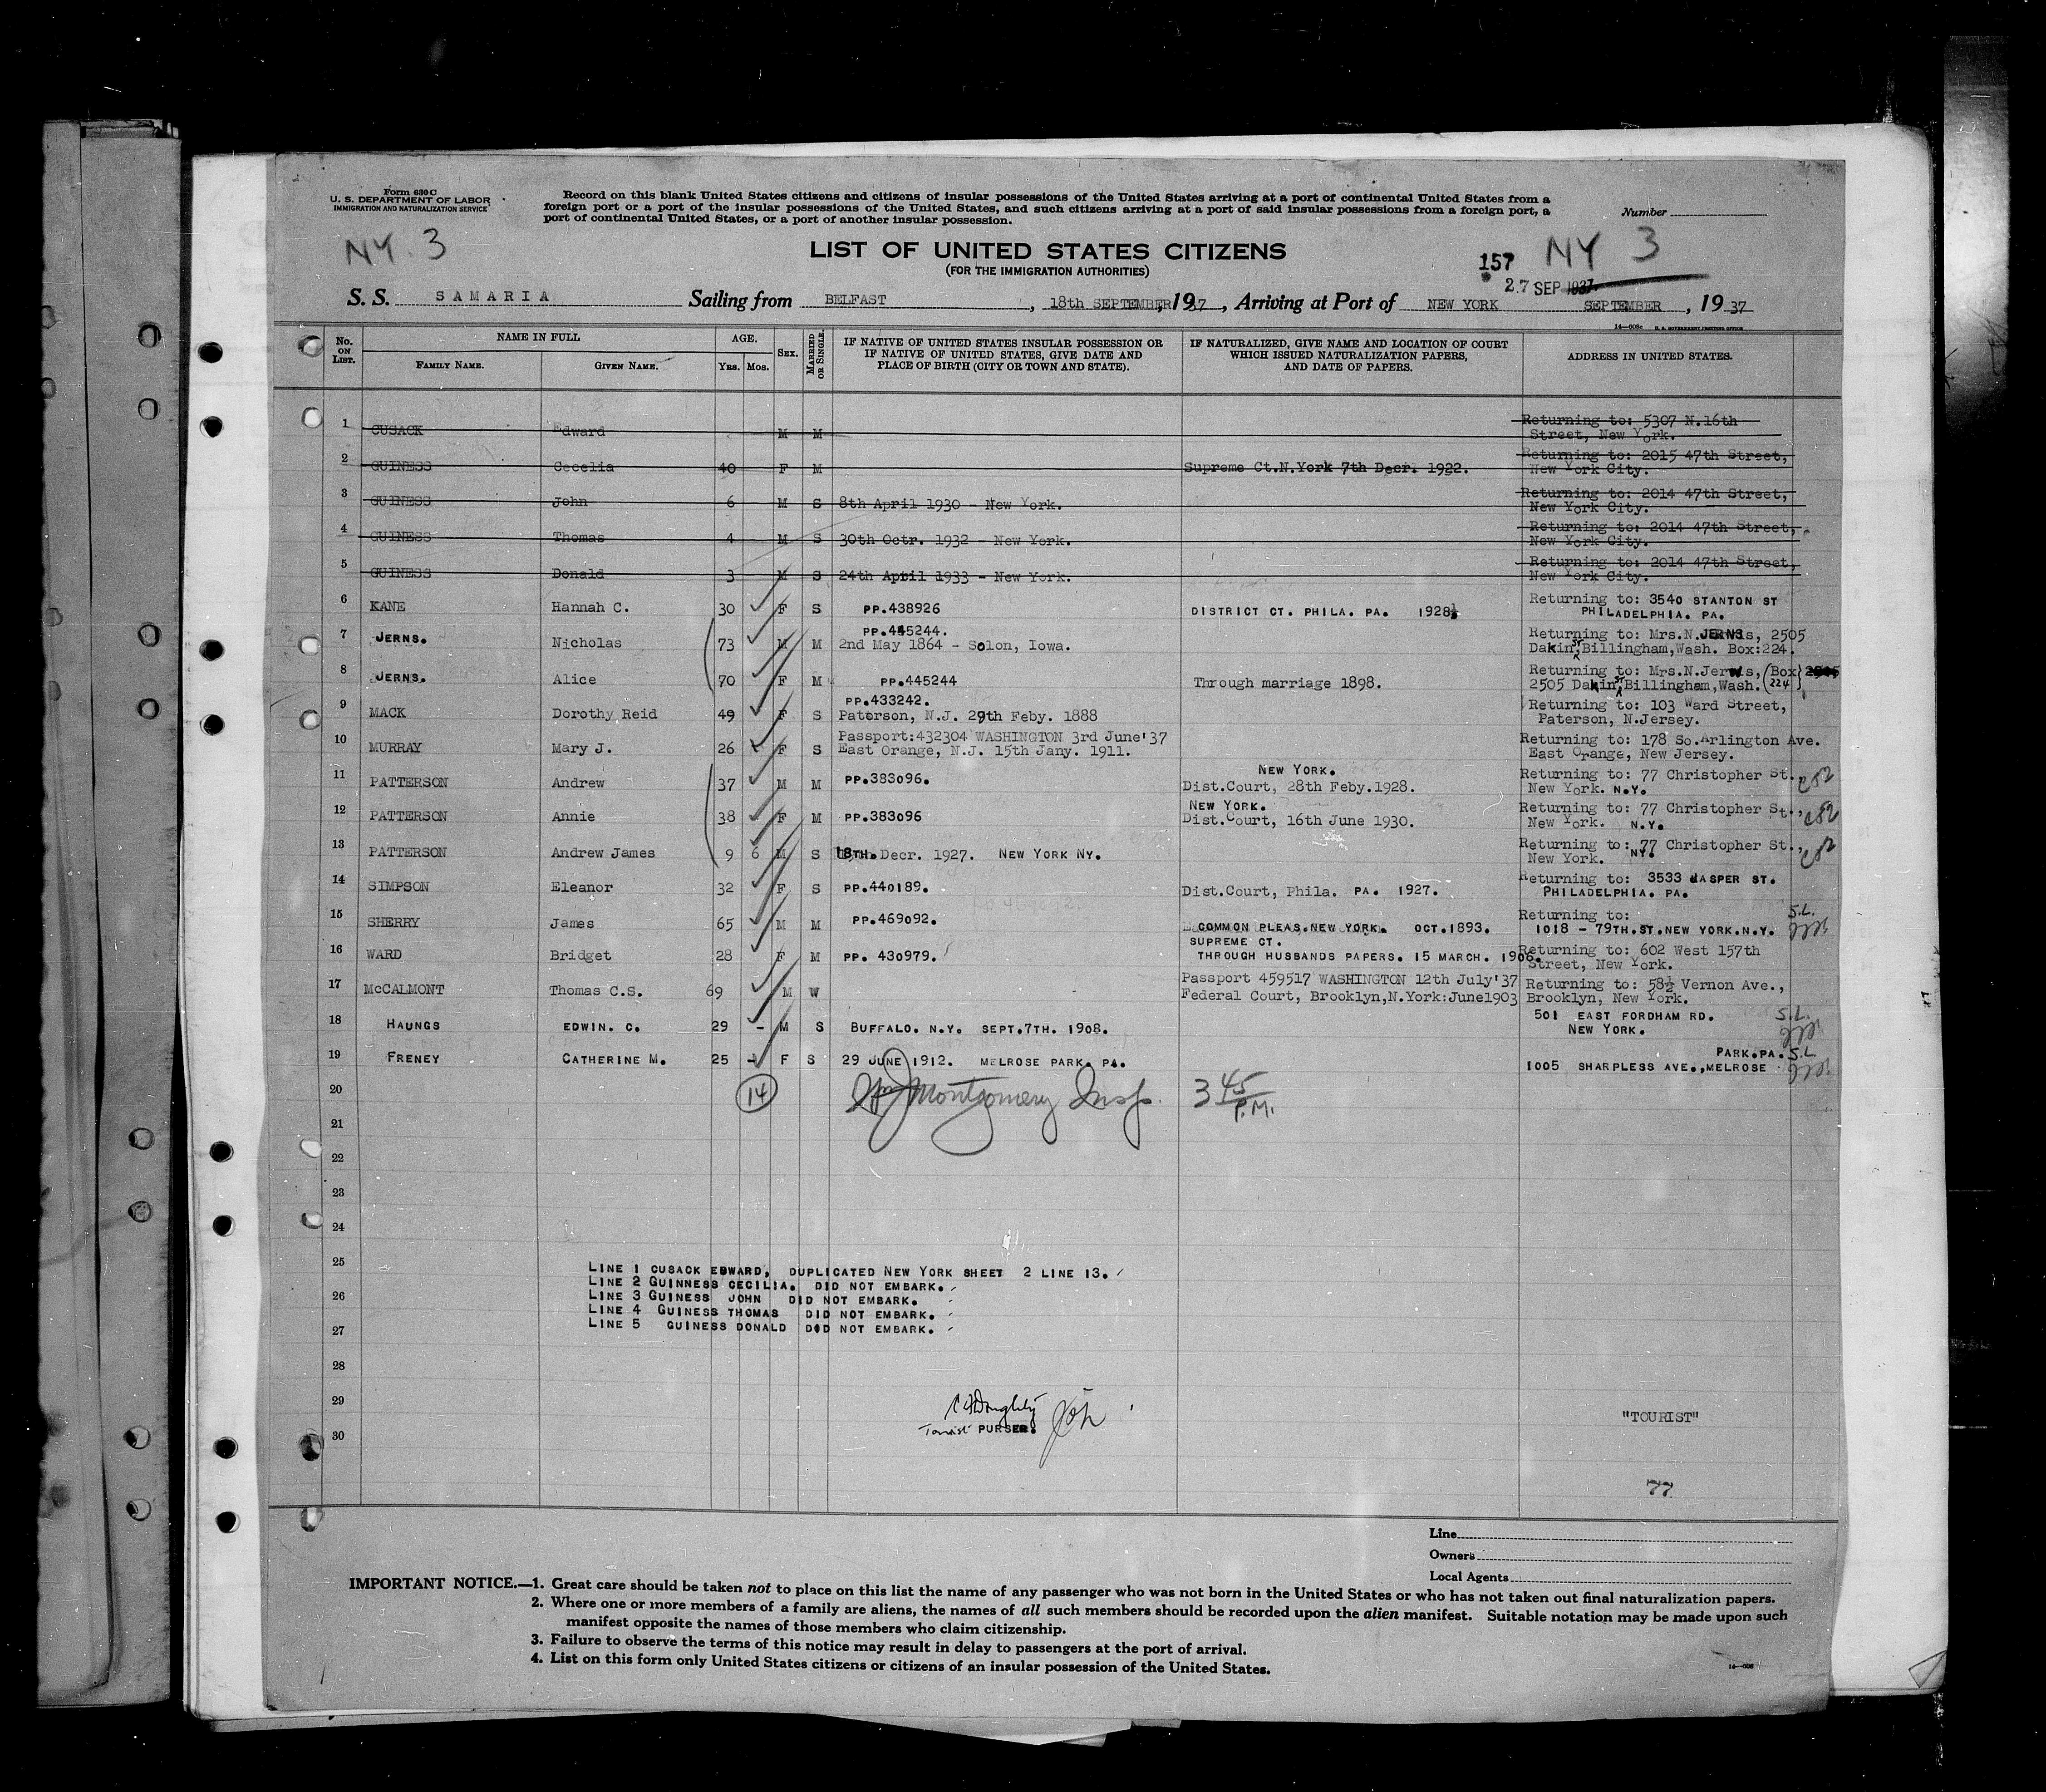 Form 630 C
U. S. DEPARTMENT OF LABOR
IMMIGRATION AND NATURALIZATION SERVICE
Record on this blank United States citizens and citizens of insular possessions of the United States arriving at a port of continental United States from a
foreign port or a port of the insular possessions of the United States, and such citizens arriving at a port of said insular possessions from a foreign port, a
port of continental United States, or a port of another insular possession.
Number
NY. 3
LIST OF UNITED STATES CITIZENS
(FOR THE IMMIGRATION AUTHORITIES)
157 NY 3
27 SEP 1937
S. S. SAMARIA Sailing from BELFAST, 18th SEPTEMBER, 1937, Arriving at Port of NEW YORK SEPTEMBER, 1937
No. ON LIST. NAME IN FULL FAMILY NAME. GIVEN NAME. AGE. YRS. MOS. SEX. MARRIED OR SINGLE. IF NATIVE OF UNITED STATES INSULAR POSSESSION OR IF NATIVE OF UNITED STATES, GIVE DATE AND PLACE OF BIRTH (CITY OR TOWN AND STATE). IF NATURALIZED, GIVE NAME AND LOCATION OF COURT WHICH ISSUED NATURALIZATION PAPERS, AND DATE OF PAPERS. ADDRESS IN UNITED STATES.
1 CUSACK Edward M M Returning to: 5307 N.16th
Street, New York.
2 GUINESS Cecelia 40 F M Supreme Ct.N.York 7th Decr. 1922. Returning to: 2015 47th Street,
New York City.
3 GUINESS John 6 M S 8th April 1930 - New York. Returning to: 2014 47th Street,
New York City.
4 GUINESS Thomas 4 M S 30th Octr. 1932 - New York. Returning to: 2014 47th Street,
New York City.
5 GUINESS Donald 3 M S 24th April 1933 - New York. Returning to: 2014 47th Street,
New York City.
6 KANE Hannah C. 30 F S PP.438926 DISTRICT CT. PHILA. PA. 1928. Returning to: 3540 STANTON ST
PHILADELPHIA. PA.
PP.445244.
7 JERNS. Nicholas 73 M M 2nd May 1864 - Solon, Iowa. Returning to: Mrs.N.JERNS, 2505
Dakin ST, Billingham,Wash. Box:224.
8 JERNS. Alice 70 F M PP.445244 Through marriage 1898. Returning to: Mrs.N.Jerns, (Box 224)
2505 Dakin ST, Billingham,Wash.
PP.433242.
9 MACK Dorothy Reid 49 F S Paterson, N.J. 29th Feby. 1888 Returning to: 103 Ward Street,
Paterson, N.Jersey.
Passport:432304 WASHINGTON 3rd June'37
10 MURRAY Mary J. 26 F S East Orange, N.J. 15th Jany. 1911. Returning to: 178 So.Arlington Ave.
East Orange, New Jersey.
NEW YORK.
11 PATTERSON Andrew 37 M M PP.383096. Dist.Court, 28th Feby.1928. Returning to: 77 Christopher St.,
New York. N.Y.
NEW YORK.
12 PATTERSON Annie 38 F M PP.383096 Dist.Court, 16th June 1930. Returning to: 77 Christopher St.,
New York. N.Y.
13 PATTERSON Andrew James 9 6 M S 18TH. Decr. 1927. NEW YORK NY. Returning to: 77 Christopher St.,
New York. NY.
14 SIMPSON Eleanor 32 F S PP.440189. Dist.Court, Phila. PA. 1927. Returning to: 3533 JASPER ST.
PHILADELPHIA. PA.
15 SHERRY James 65 M M PP.469092. COMMON PLEAS.NEW YORK. OCT.1893. Returning to: S.L.
1018 - 79TH.ST.NEW YORK.N.Y.
SUPREME CT.
16 WARD Bridget 28 F M PP. 430979. THROUGH HUSBANDS PAPERS. 15 MARCH. 1906. Returning to: 602 West 157th
Street, New York.
Passport 459517 WASHINGTON 12th July'37
17 McCALMONT Thomas C.S. 69 M W Federal Court, Brooklyn,N.York:June1903 Returning to: 58½ Vernon Ave.,
Brooklyn, New York.
18 HAUNGS EDWIN. C. 29 - M S BUFFALO. N.Y. SEPT.7TH. 1908. 501 EAST FORDHAM RD. S.L.
NEW YORK.
19 FRENEY CATHERINE M. 25 - F S 29 JUNE 1912. MELROSE PARK. PA. PARK.PA. S.L.
1005 SHARPLESS AVE.,MELROSE
20 14 Montgomery Insp. 3 45 P.M.
21
22
23
24
25 LINE 1 CUSACK EDWARD, DUPLICATED NEW YORK SHEET 2 LINE 13.
LINE 2 GUINNESS CECILIA. DID NOT EMBARK.
26 LINE 3 GUINESS JOHN DID NOT EMBARK.
LINE 4 GUINESS THOMAS DID NOT EMBARK.
27 LINE 5 GUINESS DONALD DID NOT EMBARK.
28
29 "TOURIST"
30 Tourist PURSER.
77
Line
Owners
Local Agents
IMPORTANT NOTICE.—1. Great care should be taken not to place on this list the name of any passenger who was not born in the United States or who has not taken out final naturalization papers.
2. Where one or more members of a family are aliens, the names of all such members should be recorded upon the alien manifest. Suitable notation may be made upon such
manifest opposite the names of those members who claim citizenship.
3. Failure to observe the terms of this notice may result in delay to passengers at the port of arrival.
4. List on this form only United States citizens or citizens of an insular possession of the United States.